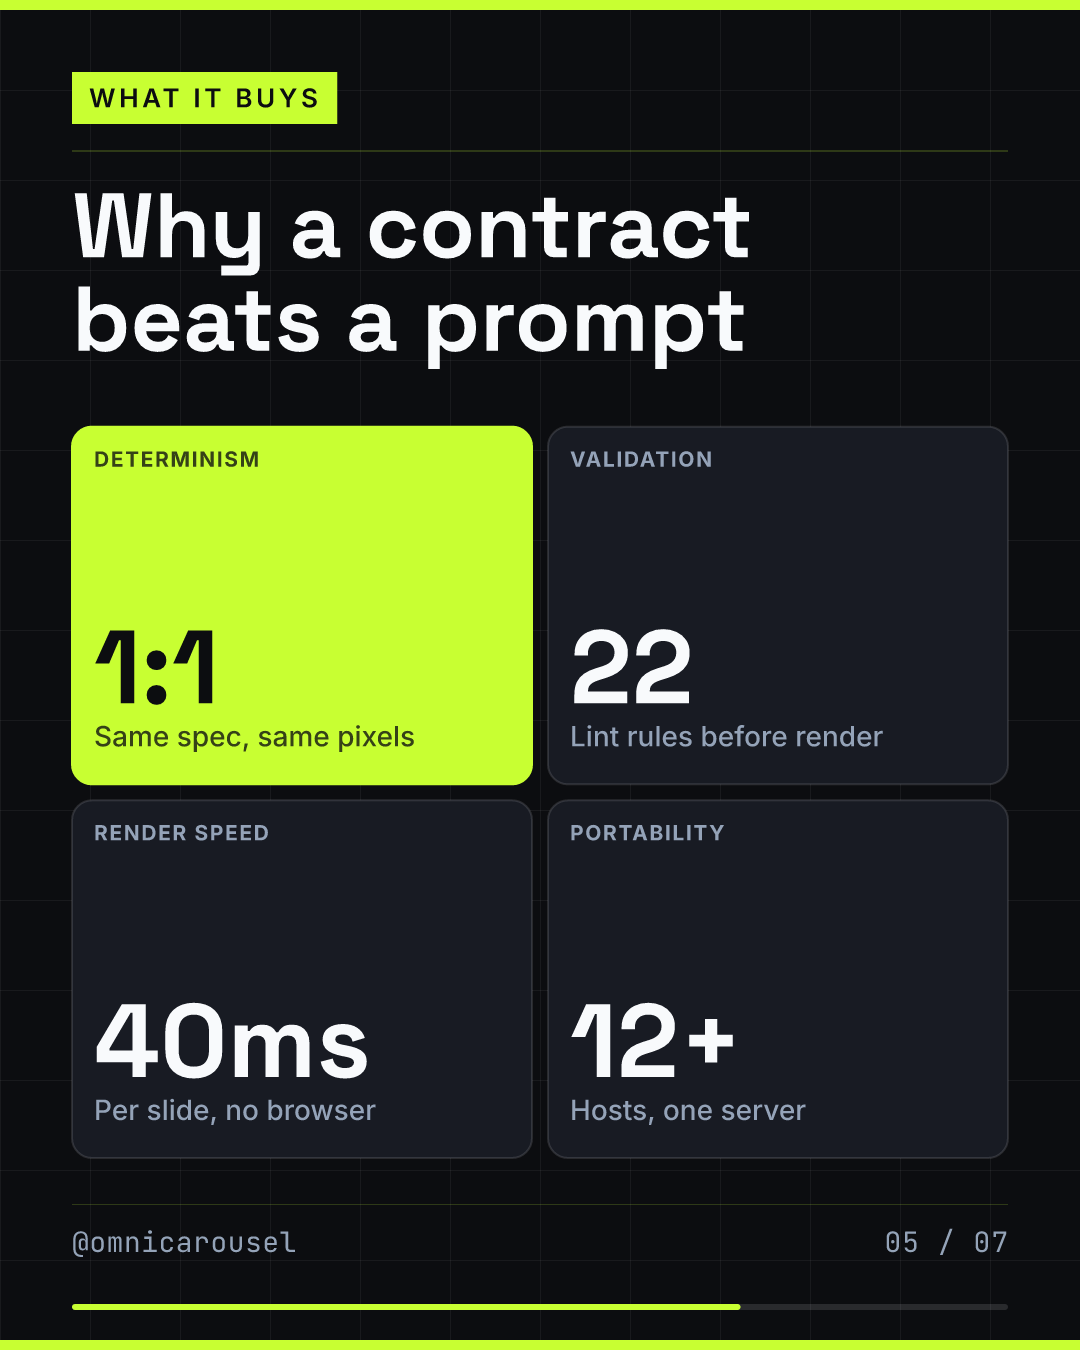 WHAT IT BUYS
Why a contract
beats a prompt
DETERMINISM
1:1
Same spec, same pixels
VALIDATION
22
Lint rules before render
RENDER SPEED
40ms
Per slide, no browser
PORTABILITY
12+
Hosts, one server
@omnicarousel
05 / 07